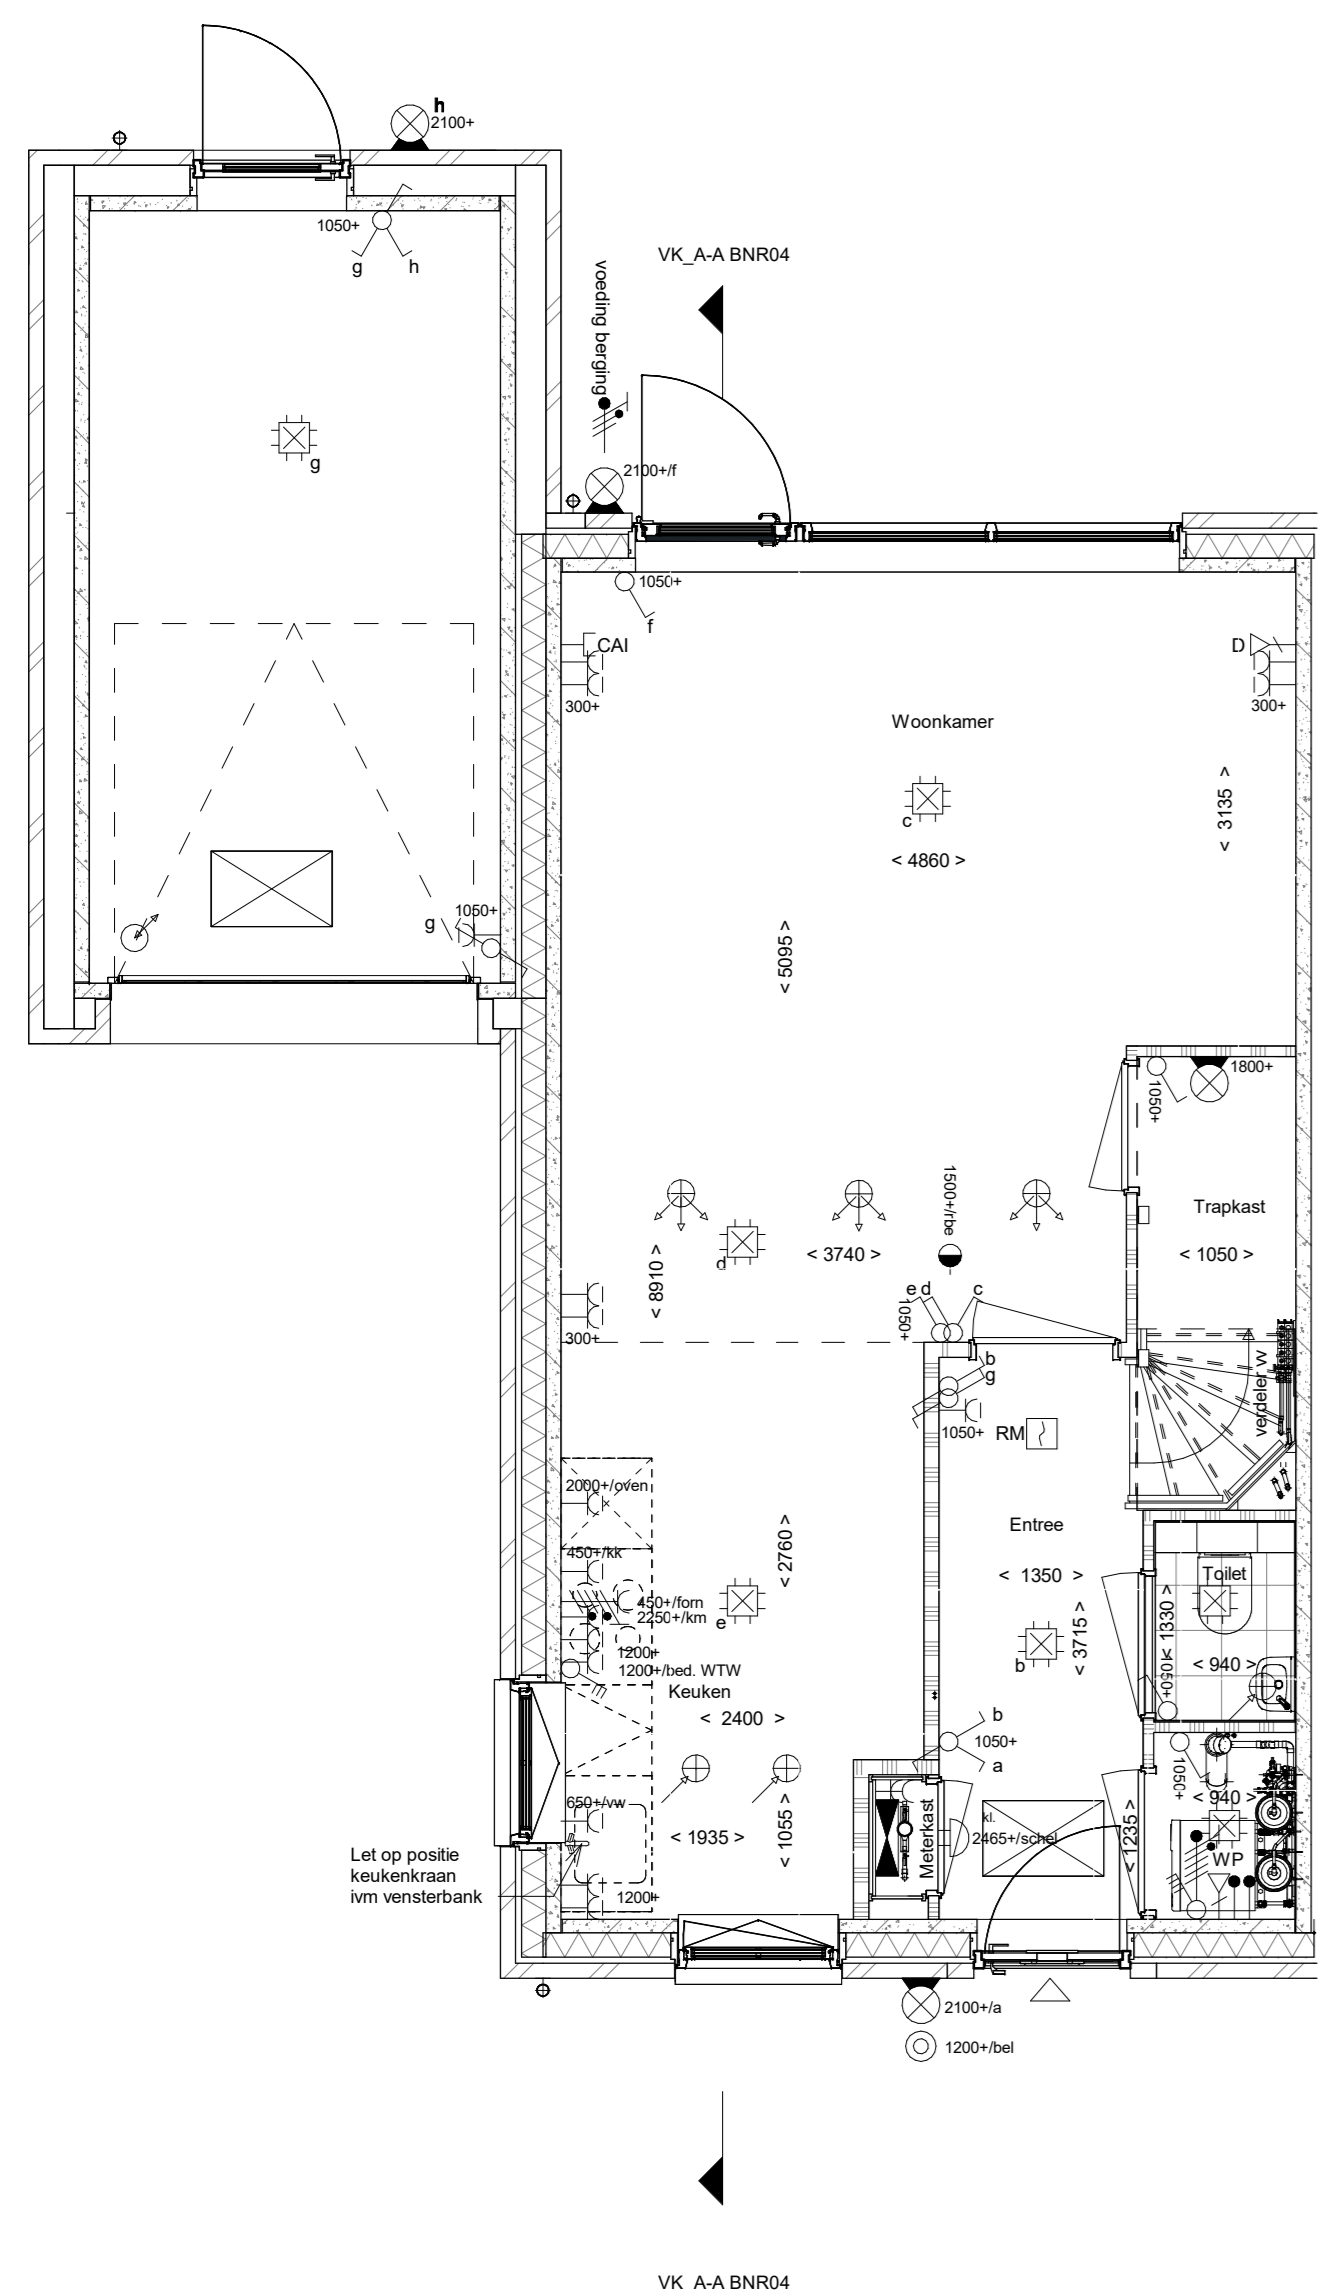 h
2100+
1050+
g
h
VK_A-A BNR04
voeding berging
g
2100+/f
1050+
f
CAI
300+
D
300+
Woonkamer
c
< 4860 >
< 3135 >
< 5095 >
1050+
g
1800+
1050+
Trapkast
< 1050 >
1500+/rbe
d
< 3740 >
< 8910 >
300+
e d
c
1050+
b
g
1050+
RM
verdeler vv
2000+/oven
450+/kk
450+/forn
2250+/km
1200+
1200+/bed. WTW
Keuken
< 2400 >
< 2760 >
e
Entree
< 1350 >
< 3715 >
b
Toilet
< 1330 >
1050+
< 940 >
b
1050+
a
1050+
< 940 >
WP
650+/vw
< 1935 >
< 1055 >
Meterkast
kl.
2465+/schel
< 1235 >
Let op positie
keukenkraan
ivm vensterbank
1200+
2100+/a
1200+/bel
VK_A-A BNR04